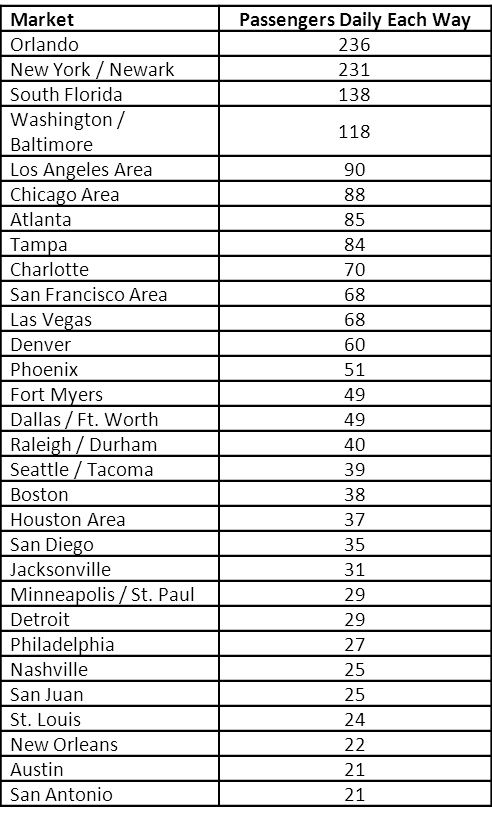 Market Passengers Daily Each Way
Orlando 236
New York / Newark 231
South Florida 138
Washington /
Baltimore 118
Los Angeles Area 90
Chicago Area 88
Atlanta 85
Tampa 84
Charlotte 70
San Francisco Area 68
Las Vegas 68
Denver 60
Phoenix 51
Fort Myers 49
Dallas / Ft. Worth 49
Raleigh / Durham 40
Seattle / Tacoma 39
Boston 38
Houston Area 37
San Diego 35
Jacksonville 31
Minneapolis / St. Paul 29
Detroit 29
Philadelphia 27
Nashville 25
San Juan 25
St. Louis 24
New Orleans 22
Austin 21
San Antonio 21